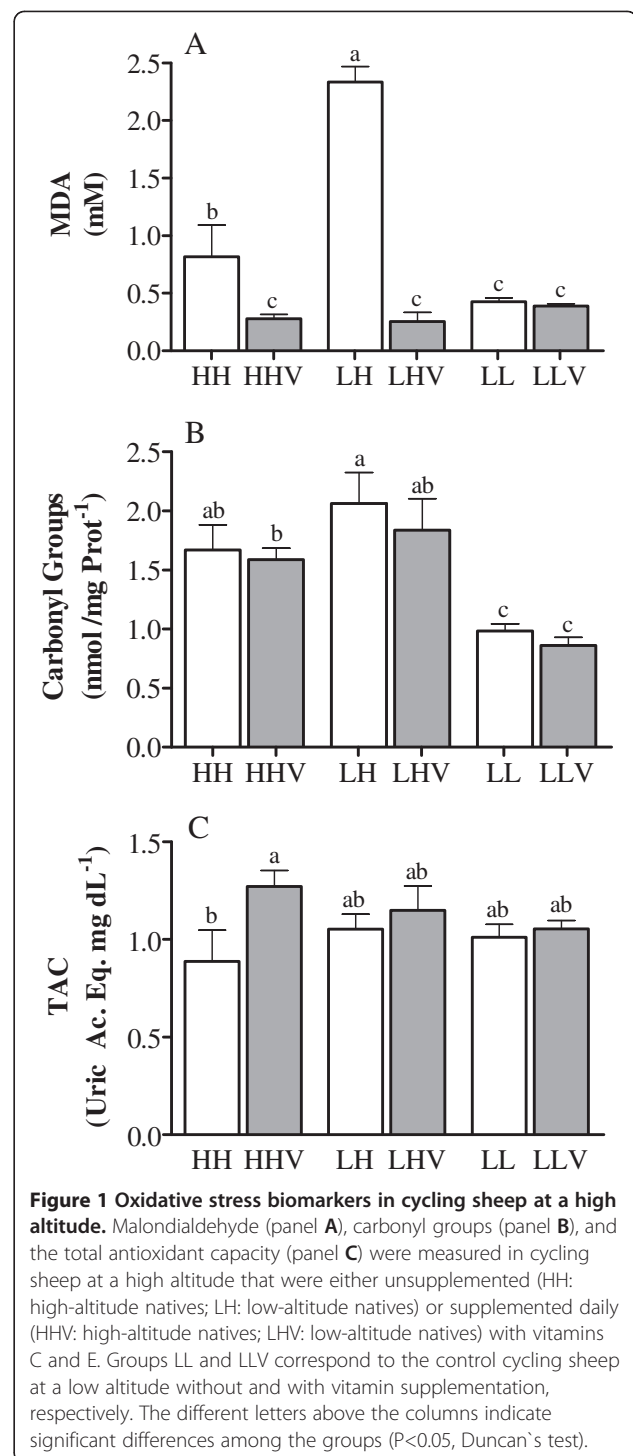 A
MDA
(mM)
2.5
2.0
1.5
1.0
0.5
0.0
b
c
a
c
c
c
HH HHV LH LHV LL LLV
B
Carbonyl Groups
(nmol /mg Prot⁻¹)
2.5
2.0
1.5
1.0
0.5
0.0
ab
b
a
ab
c
c
HH HHV LH LHV LL LLV
C
TAC
(Uric Ac. Eq. mg dL⁻¹)
1.5
1.0
0.5
0.0
b
a
ab
ab
ab
ab
HH HHV LH LHV LL LLV
Figure 1 Oxidative stress biomarkers in cycling sheep at a high
altitude. Malondialdehyde (panel A), carbonyl groups (panel B), and
the total antioxidant capacity (panel C) were measured in cycling
sheep at a high altitude that were either unsupplemented (HH:
high-altitude natives; LH: low-altitude natives) or supplemented daily
(HHV: high-altitude natives; LHV: low-altitude natives) with vitamins
C and E. Groups LL and LLV correspond to the control cycling sheep
at a low altitude without and with vitamin supplementation,
respectively. The different letters above the columns indicate
significant differences among the groups (P<0.05, Duncan`s test).